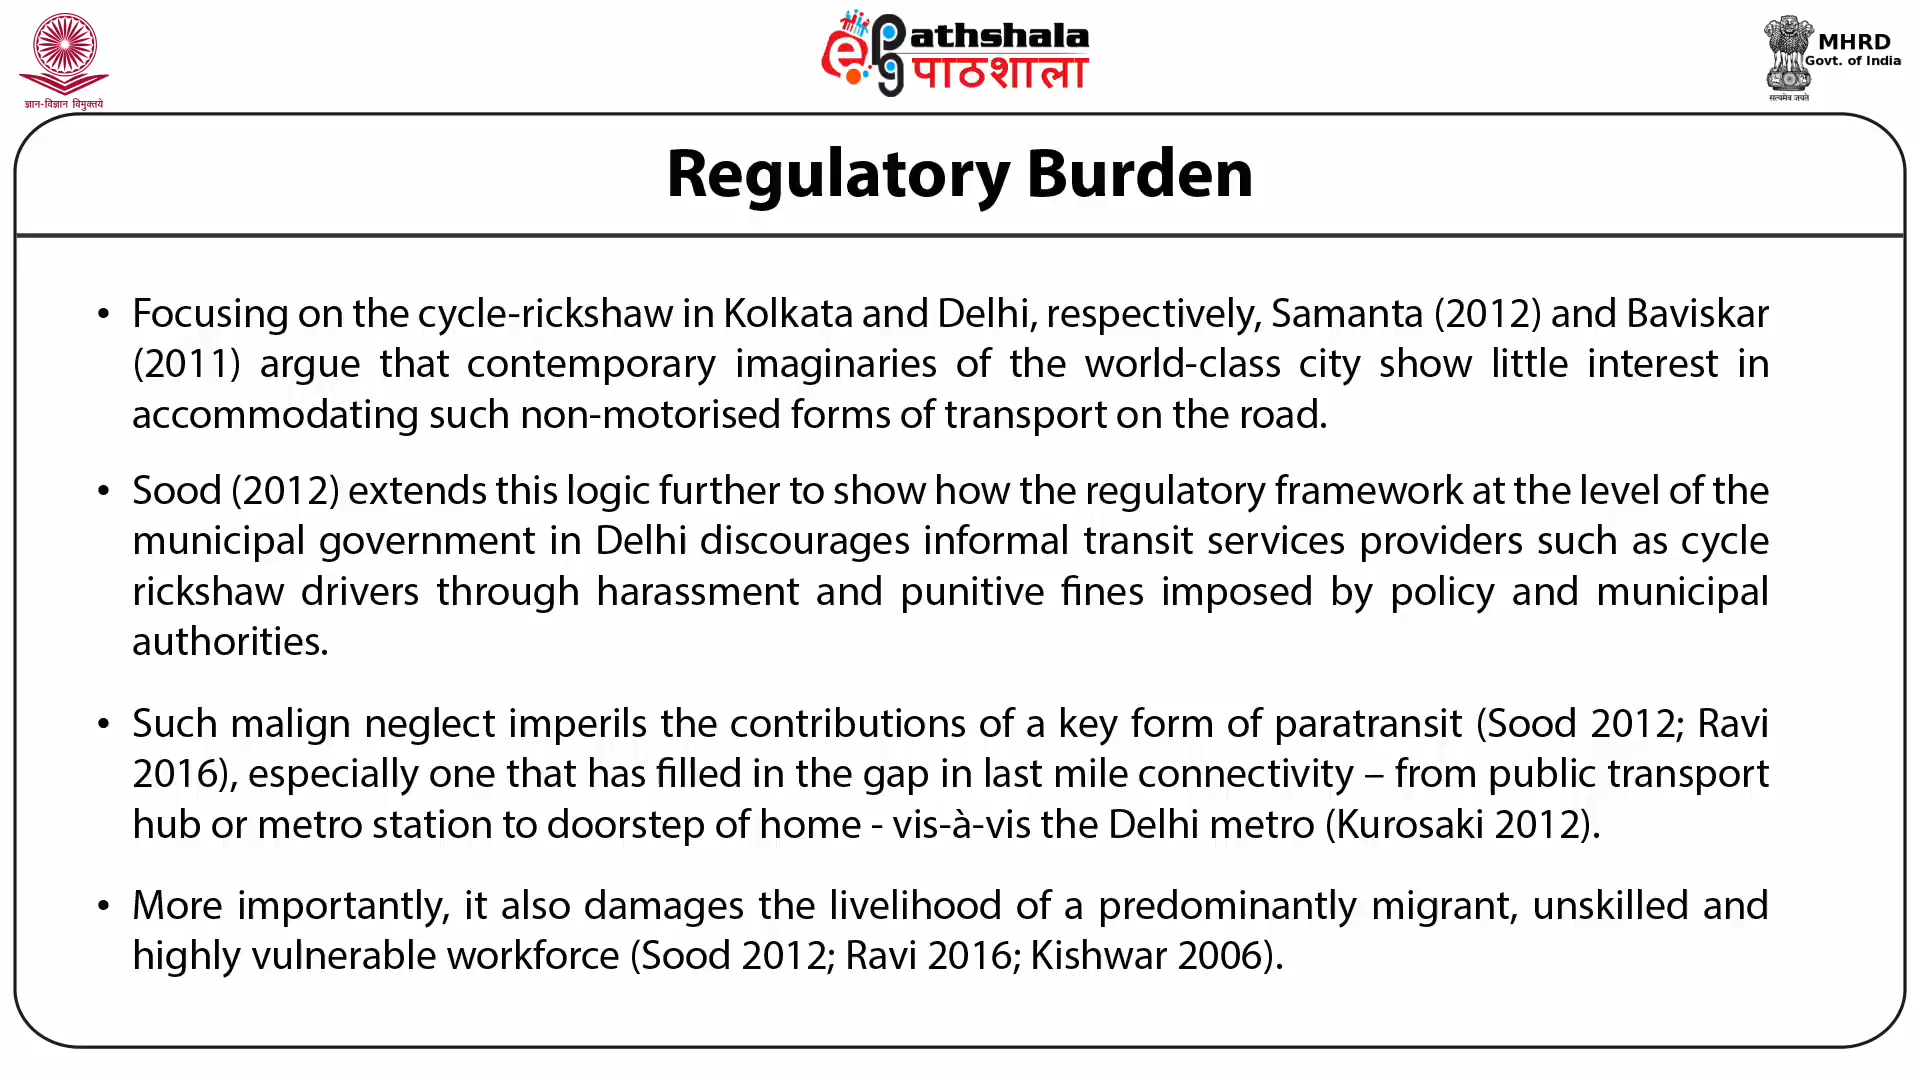 ज्ञान-विज्ञान विमुक्तये
ePathshala
पाठशाला
MHRD
Govt. of India
सत्यमेव जयते
Regulatory Burden
• Focusing on the cycle-rickshaw in Kolkata and Delhi, respectively, Samanta (2012) and Baviskar
(2011) argue that contemporary imaginaries of the world-class city show little interest in
accommodating such non-motorised forms of transport on the road.
• Sood (2012) extends this logic further to show how the regulatory framework at the level of the
municipal government in Delhi discourages informal transit services providers such as cycle
rickshaw drivers through harassment and punitive fines imposed by policy and municipal
authorities.
• Such malign neglect imperils the contributions of a key form of paratransit (Sood 2012; Ravi
2016), especially one that has filled in the gap in last mile connectivity – from public transport
hub or metro station to doorstep of home - vis-à-vis the Delhi metro (Kurosaki 2012).
• More importantly, it also damages the livelihood of a predominantly migrant, unskilled and
highly vulnerable workforce (Sood 2012; Ravi 2016; Kishwar 2006).